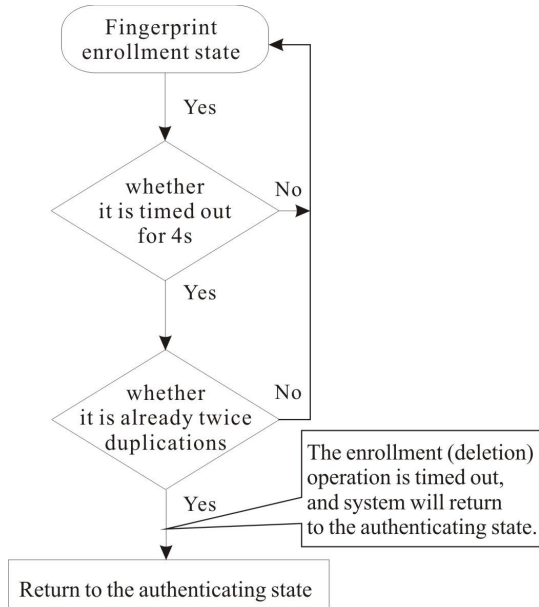 Fingerprint
enrollment state
Yes
whether
it is timed out
for 4s
No
Yes
whether
it is already twice
duplications
No
The enrollment (deletion)
operation is timed out,
and system will return
to the authenticating state.
Yes
Return to the authenticating state